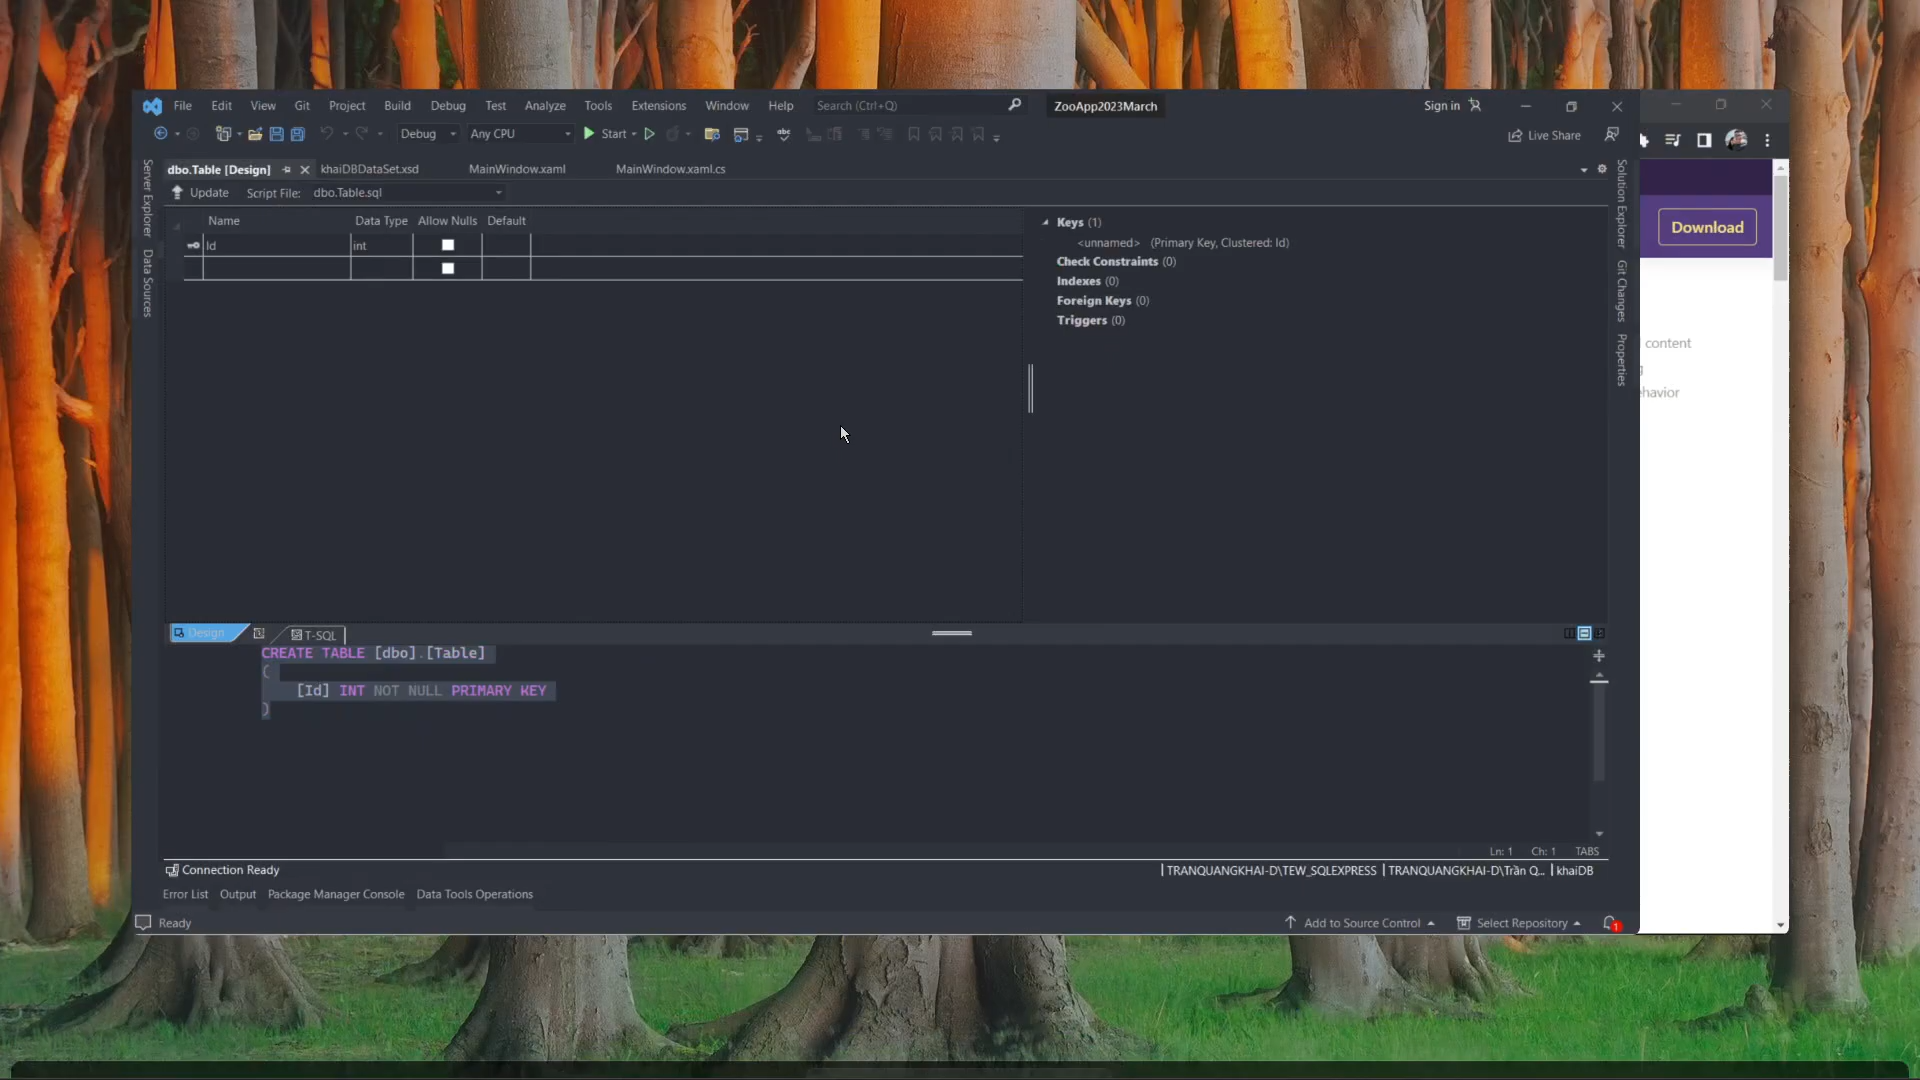 File Edit View Git Project Build Debug Test Analyze Tools Extensions Window Help Search (Ctrl+Q) ZooApp2023March Sign in
Debug Any CPU Start Live Share
dbo.Table [Design] khaiDBDataSet.xsd MainWindow.xaml MainWindow.xaml.cs
Update Script File: dbo.Table.sql
Name Data Type Allow Nulls Default
Id int
Keys (1)
<unnamed> (Primary Key, Clustered: Id)
Check Constraints (0)
Indexes (0)
Foreign Keys (0)
Triggers (0)
Server Explorer
Data Sources
Solution Explorer
Git Changes
Properties
Download
content
Design T-SQL
CREATE TABLE [dbo].[Table]
(
[Id] INT NOT NULL PRIMARY KEY
)
Ln: 1 Ch: 1 TABS
Connection Ready TRANQUANGKHAI-D\TEW_SQLEXPRESS TRANQUANGKHAI-D\Trần Q... khaiDB
Error List Output Package Manager Console Data Tools Operations
Ready Add to Source Control Select Repository 1